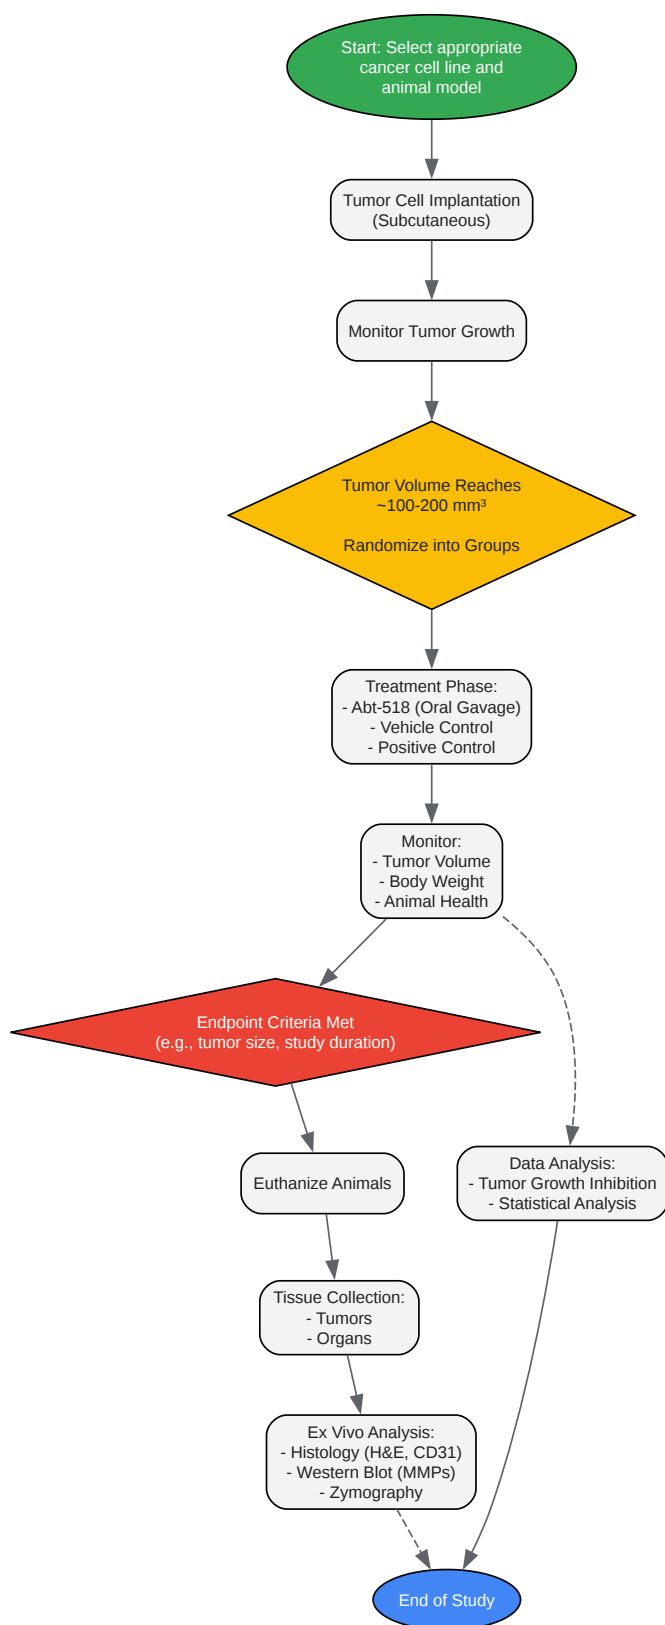 Start: Select appropriate
cancer cell line and
animal model
Tumor Cell Implantation
(Subcutaneous)
Monitor Tumor Growth
Tumor Volume Reaches
~100-200 mm³
Randomize into Groups
Treatment Phase:
- Abt-518 (Oral Gavage)
- Vehicle Control
- Positive Control
Monitor:
- Tumor Volume
- Body Weight
- Animal Health
Endpoint Criteria Met
(e.g., tumor size, study duration)
Euthanize Animals
Data Analysis:
- Tumor Growth Inhibition
- Statistical Analysis
Tissue Collection:
- Tumors
- Organs
Ex Vivo Analysis:
- Histology (H&E, CD31)
- Western Blot (MMPs)
- Zymography
End of Study